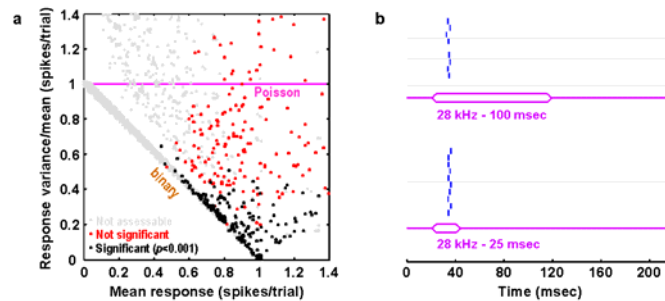 a
b
1.4
1.2
1
0.8
0.6
0.4
0.2
0
Response variance/mean (spikes/trial)
Poisson
binary
Not assessable
Not significant
Significant (p<0.001)
0 0.2 0.4 0.6 0.8 1 1.2 1.4
Mean response (spikes/trial)
28 kHz - 100 msec
28 kHz - 25 msec
0 40 80 120 160 200
Time (msec)